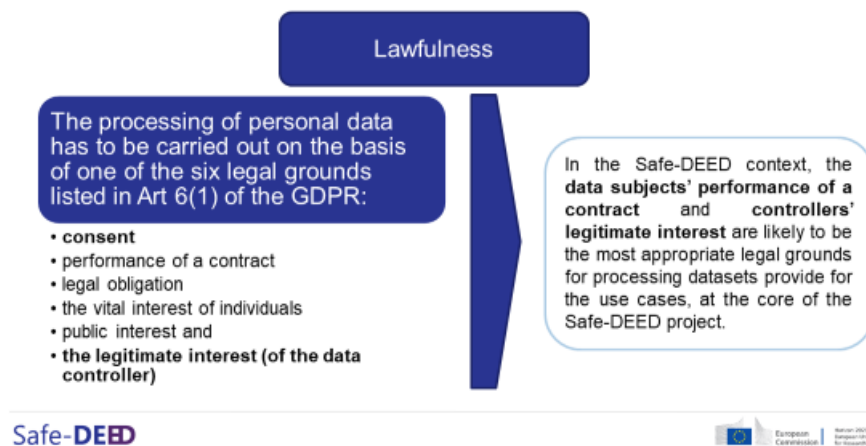 Lawfulness
The processing of personal data
has to be carried out on the basis
of one of the six legal grounds
listed in Art 6(1) of the GDPR:
• consent
• performance of a contract
• legal obligation
• the vital interest of individuals
• public interest and
• the legitimate interest (of the data
controller)
In the Safe-DEED context, the
data subjects' performance of a
contract and controllers'
legitimate interest are likely to be
the most appropriate legal grounds
for processing datasets provide for
the use cases, at the core of the
Safe-DEED project.
Safe-DEED
European
Commission